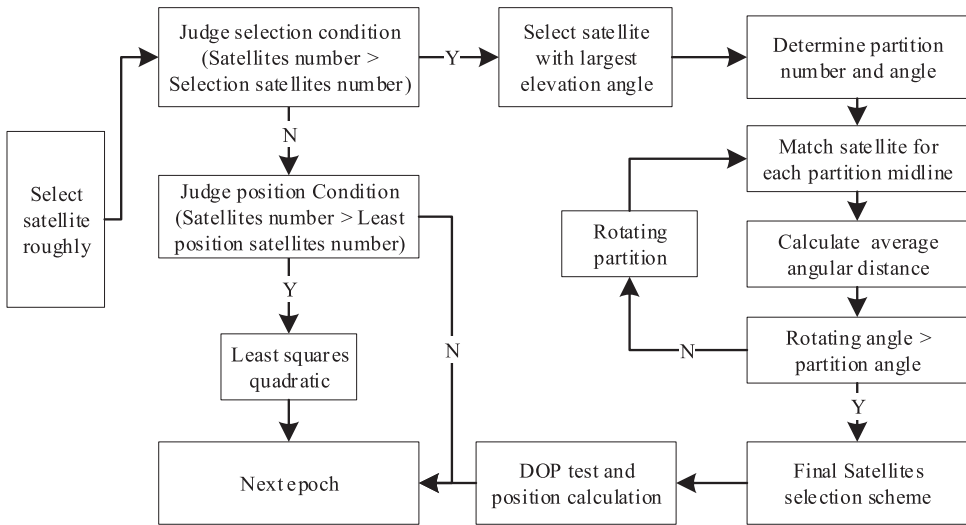 Select
satellite
roughly
Judge selection condition
(Satellites number >
Selection satellites number)
Y
N
Judge position Condition
(Satellites number > Least
position satellites number)
Y
N
Least squares
quadratic
Next epoch
Select satellite
with largest
elevation angle
Determine partition
number and angle
Match satellite for
each partition midline
Calculate average
angular distance
Rotating angle >
partition angle
N
Rotating
partition
Y
Final Satellites
selection scheme
DOP test and
position calculation